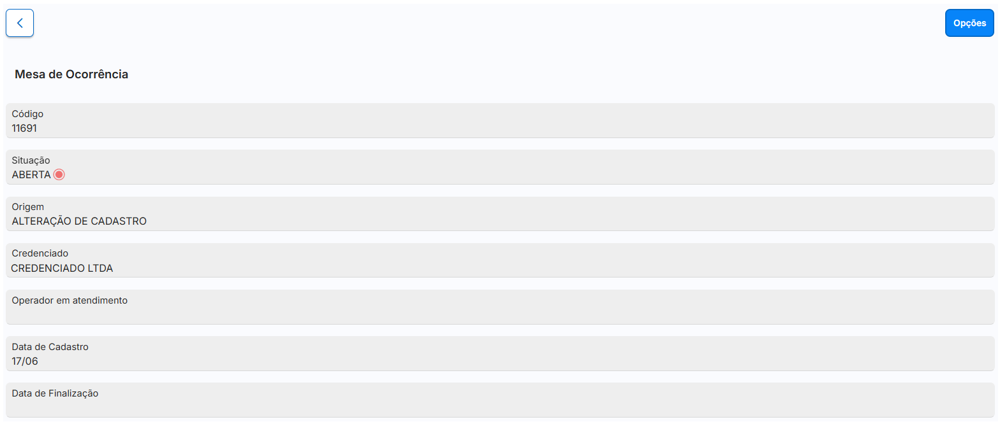 Opções
Mesa de Ocorrência
Código
11691
Situação
ABERTA
Origem
ALTERAÇÃO DE CADASTRO
Credenciado
CREDENCIADO LTDA
Operador em atendimento
Data de Cadastro
17/06
Data de Finalização